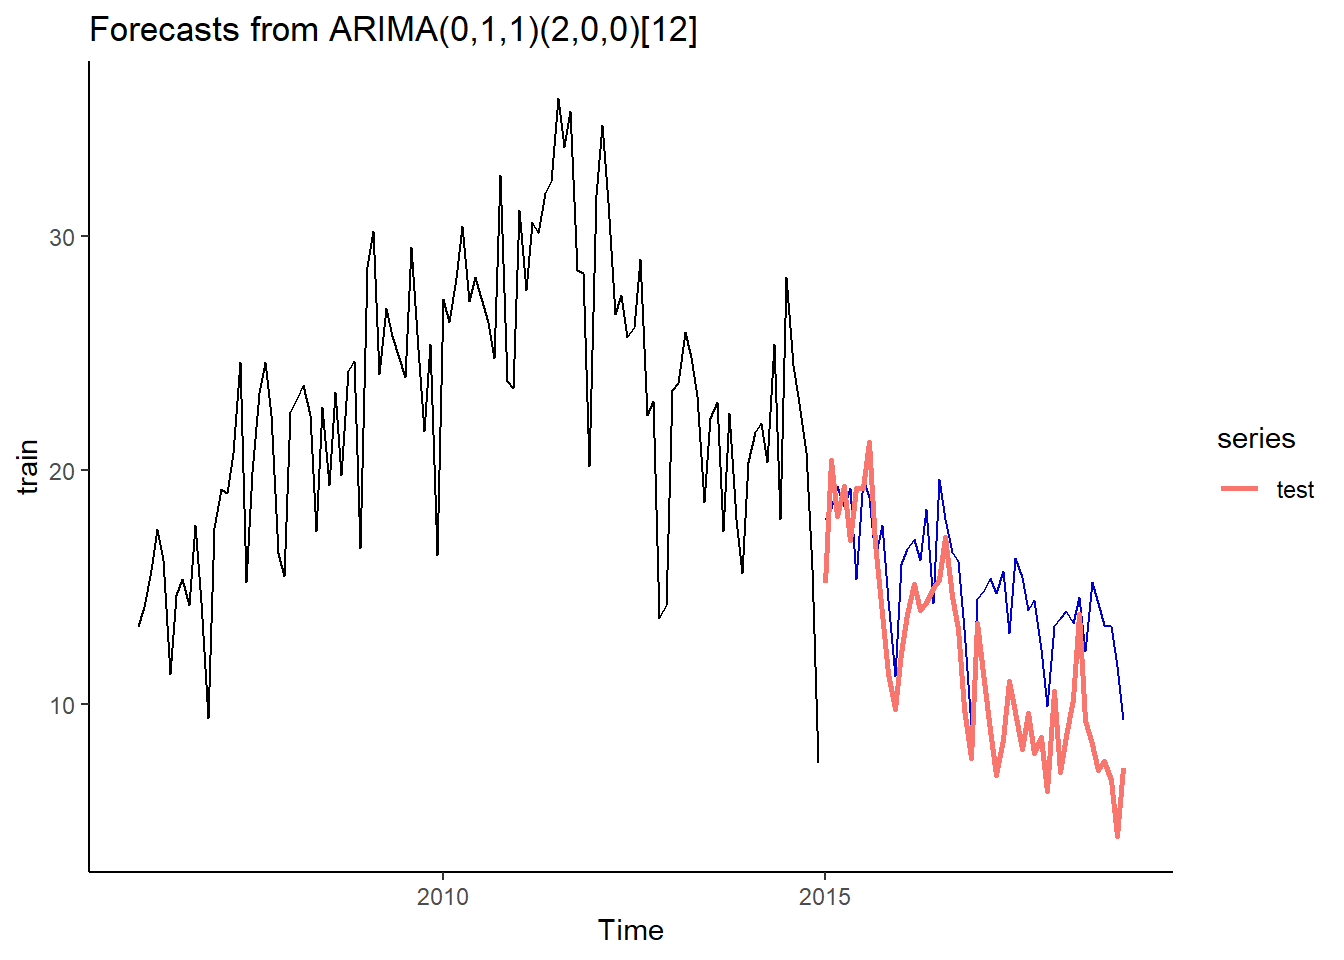 Forecasts from ARIMA(0,1,1)(2,0,0)[12]
30
20
10
train
2010
2015
Time
series
test